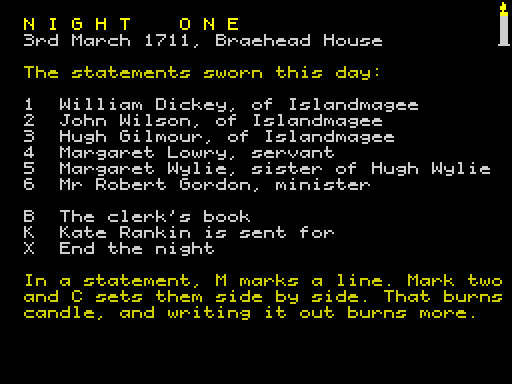 NIGHT ONE
3rd March 1711, Braehead House
The statements sworn this day:
1 William Dickey, of Islandmagee
2 John Wilson, of Islandmagee
3 Hugh Gilmour, of Islandmagee
4 Margaret Lowry, servant
5 Margaret Wylie, sister of Hugh Wylie
6 Mr Robert Gordon, minister
B The clerk's book
K Kate Rankin is sent for
X End the night
In a statement, M marks a line. Mark two
and C sets them side by side. That burns
candle, and writing it out burns more.